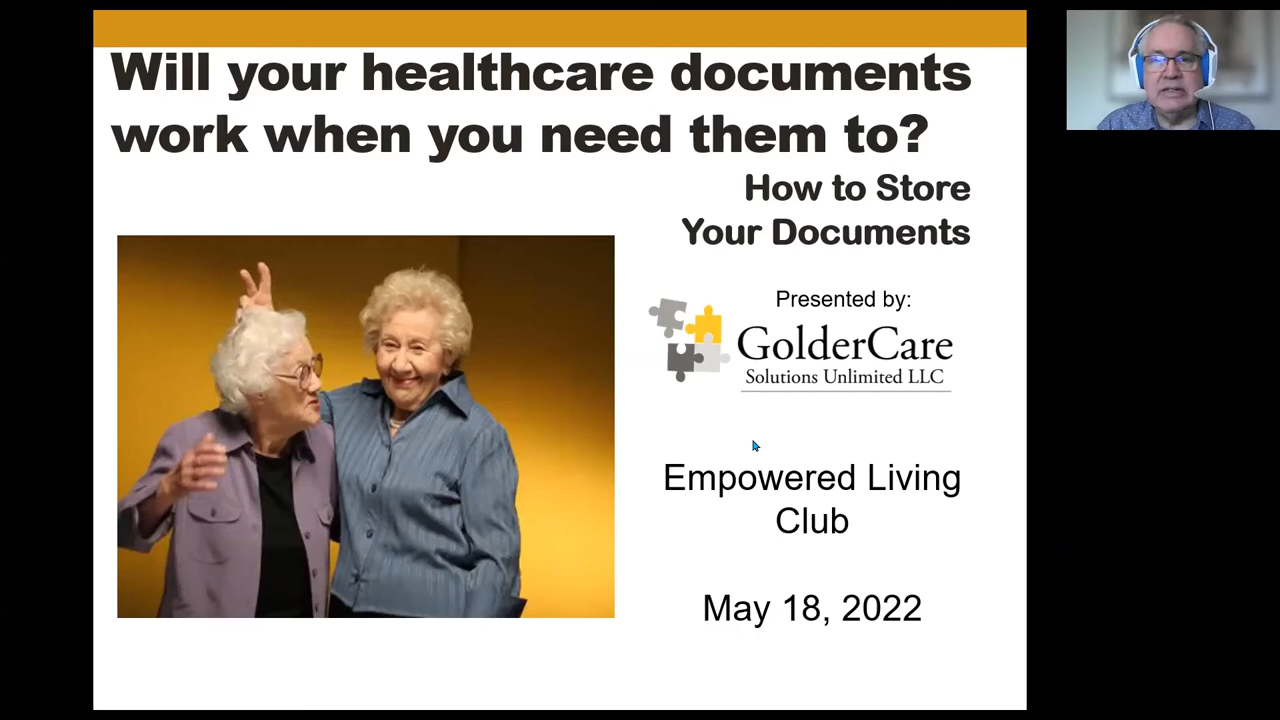 Will your healthcare documents
work when you need them to?
How to Store
Your Documents
Presented by:
GolderCare
Solutions Unlimited LLC
Empowered Living
Club
May 18, 2022